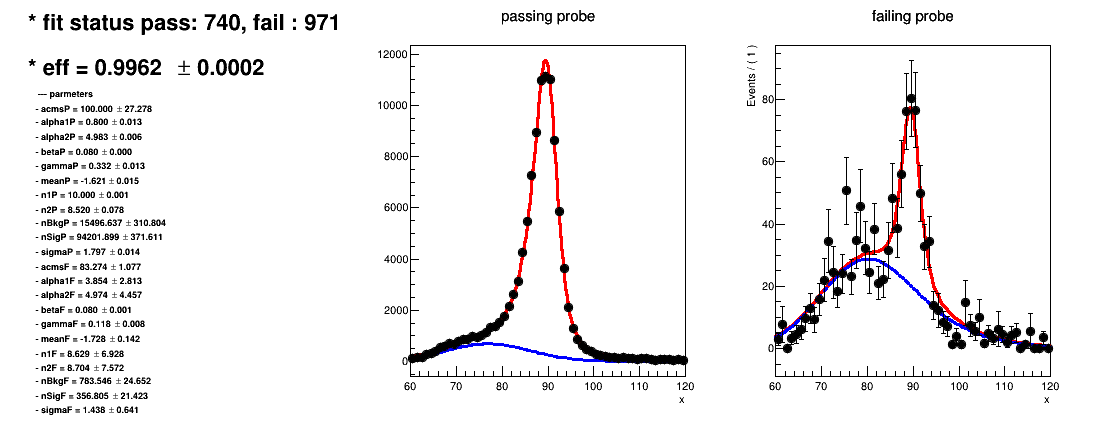 * fit status pass: 740, fail : 971
* eff = 0.9962 ± 0.0002
--- parmeters
- acmsP = 100.000 ± 27.278
- alpha1P = 0.800 ± 0.013
- alpha2P = 4.983 ± 0.006
- betaP = 0.080 ± 0.000
- gammaP = 0.332 ± 0.013
- meanP = -1.621 ± 0.015
- n1P = 10.000 ± 0.001
- n2P = 8.520 ± 0.078
- nBkgP = 15496.637 ± 310.804
- nSigP = 94201.899 ± 371.611
- sigmaP = 1.797 ± 0.014
- acmsF = 83.274 ± 1.077
- alpha1F = 3.854 ± 2.813
- alpha2F = 4.974 ± 4.457
- betaF = 0.080 ± 0.001
- gammaF = 0.118 ± 0.008
- meanF = -1.728 ± 0.142
- n1F = 8.629 ± 6.928
- n2F = 8.704 ± 7.572
- nBkgF = 783.546 ± 24.652
- nSigF = 356.805 ± 21.423
- sigmaF = 1.438 ± 0.641
passing probe
12000
10000
8000
6000
4000
2000
0
60 70 80 90 100 110 120
x
failing probe
Events / ( 1 )
80
60
40
20
0
60 70 80 90 100 110 120
x